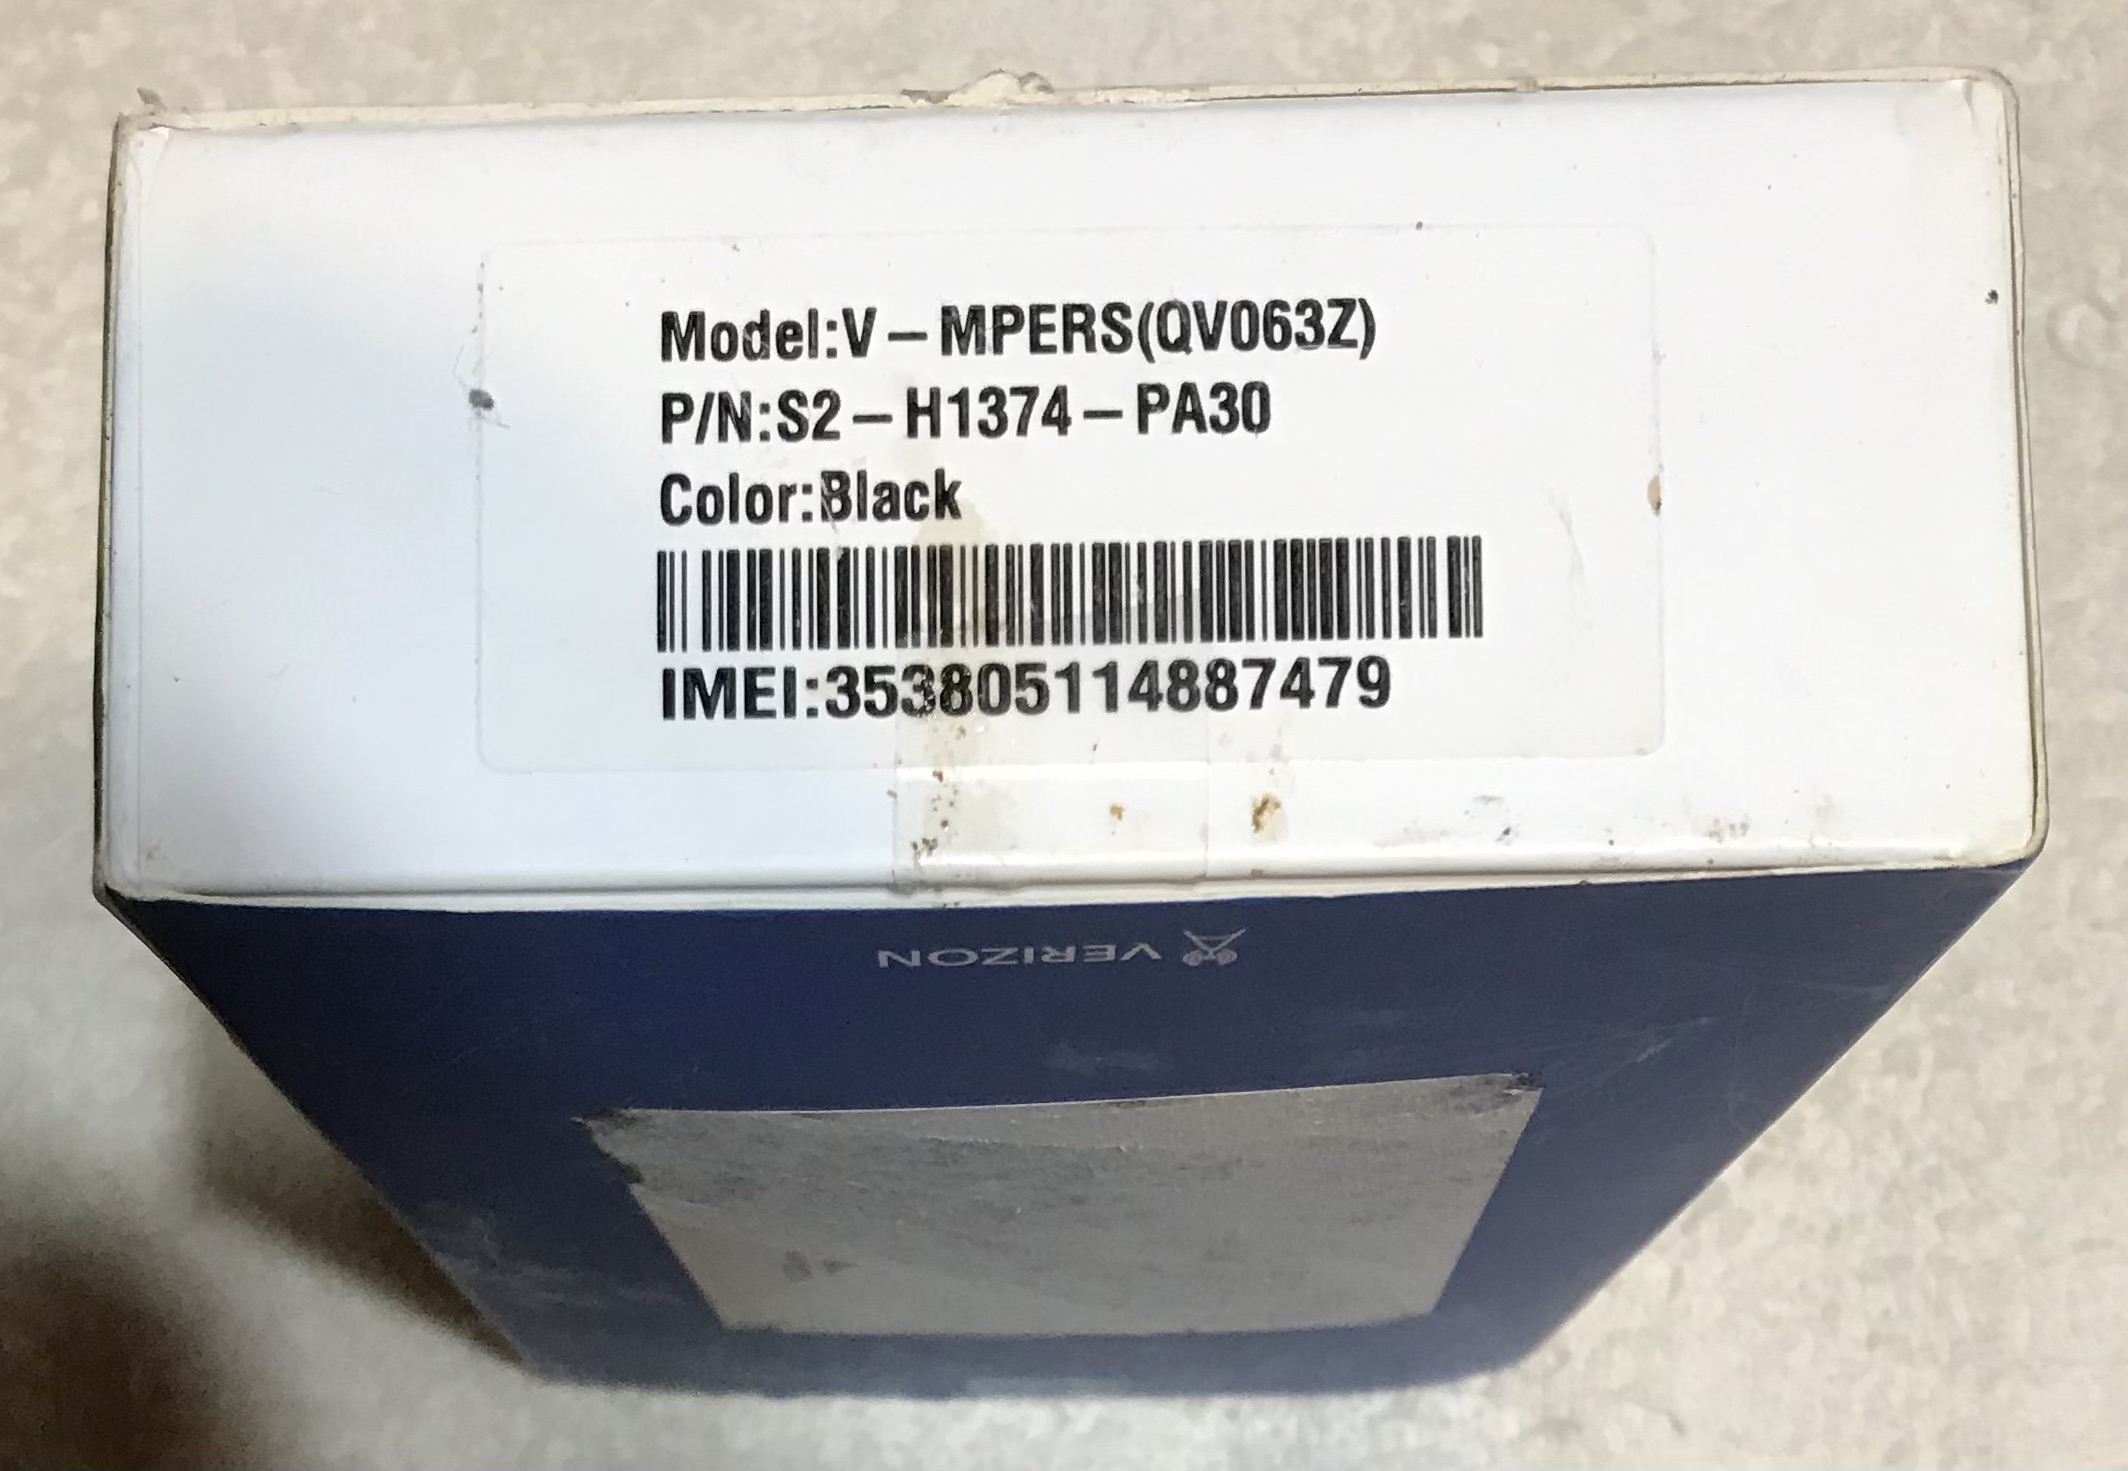 Model:V–MPERS(QV063Z)
P/N:S2–H1374–PA30
Color:Black
IMEI:353805114887479
VERIZON